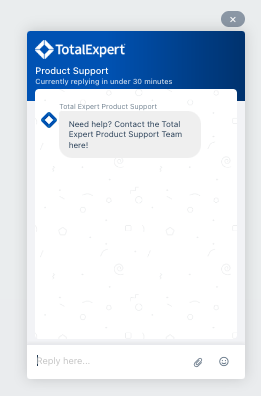 TotalExpert
Product Support
Currently replying in under 30 minutes
Total Expert Product Support
Need help? Contact the Total
Expert Product Support Team
here!
Reply here...